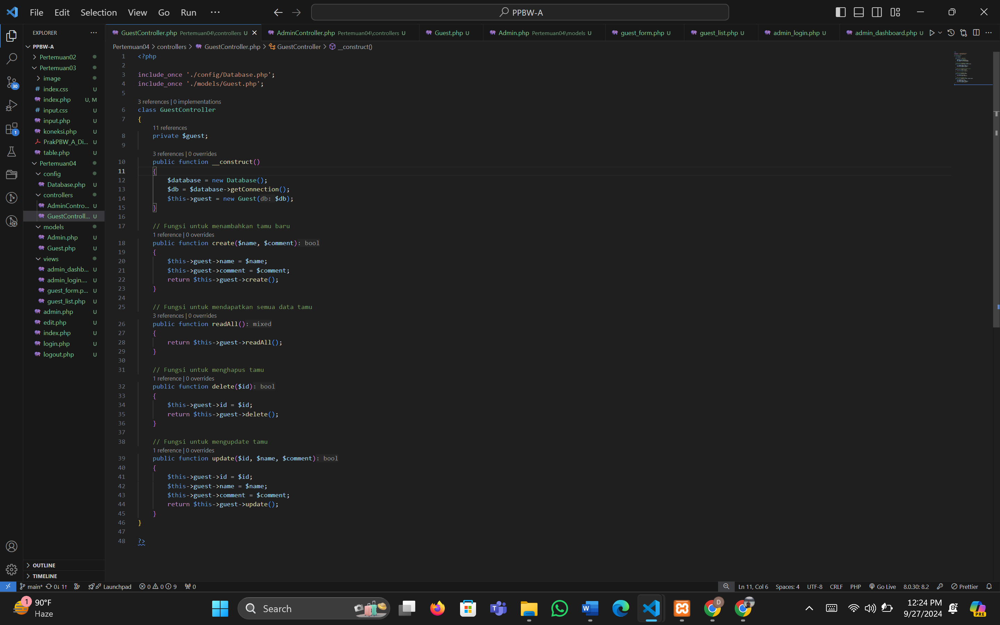 File Edit Selection View Go Run ···
PPBW-A
EXPLORER
PPBW-A
Pertemuan02
Pertemuan03
image
index.css U
index.php U, M
input.css U
input.php U
koneksi.php U
PrakPBW_A_Di... U
table.php U
Pertemuan04
config
Database.php U
controllers
AdminContro... U
GuestControll... U
models
Admin.php U
Guest.php U
views
admin_dashb... U
admin_login.... U
guest_form.p... U
guest_list.php U
admin.php U
edit.php U
index.php U
login.php U
logout.php U
OUTLINE
TIMELINE
30
1
GuestController.php Pertemuan04\controllers U
AdminController.php Pertemuan04\controllers U
Guest.php U
Admin.php Pertemuan04\models U
guest_form.php U
guest_list.php U
admin_login.php U
admin_dashboard.php U
Pertemuan04 > controllers > GuestController.php > GuestController > __construct()
1 <?php
2
3 include_once './config/Database.php';
4 include_once './models/Guest.php';
5
3 references | 0 implementations
6 class GuestController
7 {
11 references
8 private $guest;
9
3 references | 0 overrides
10 public function __construct()
11 {
12 $database = new Database();
13 $db = $database->getConnection();
14 $this->guest = new Guest(db: $db);
15 }
16
17 // Fungsi untuk menambahkan tamu baru
1 reference | 0 overrides
18 public function create($name, $comment): bool
19 {
20 $this->guest->name = $name;
21 $this->guest->comment = $comment;
22 return $this->guest->create();
23 }
24
25 // Fungsi untuk mendapatkan semua data tamu
3 references | 0 overrides
26 public function readAll(): mixed
27 {
28 return $this->guest->readAll();
29 }
30
31 // Fungsi untuk menghapus tamu
1 reference | 0 overrides
32 public function delete($id): bool
33 {
34 $this->guest->id = $id;
35 return $this->guest->delete();
36 }
37
38 // Fungsi untuk mengupdate tamu
1 reference | 0 overrides
39 public function update($id, $name, $comment): bool
40 {
41 $this->guest->id = $id;
42 $this->guest->name = $name;
43 $this->guest->comment = $comment;
44 return $this->guest->update();
45 }
46 }
47
48 ?>
main* 0↓ 1↑ Launchpad 0 0 9 0
Ln 11, Col 6 Spaces: 4 UTF-8 CRLF PHP Go Live 8.0.30: 8.2 Prettier
1 90°F
Haze
Search
D
12:24 PM
9/27/2024
PRE